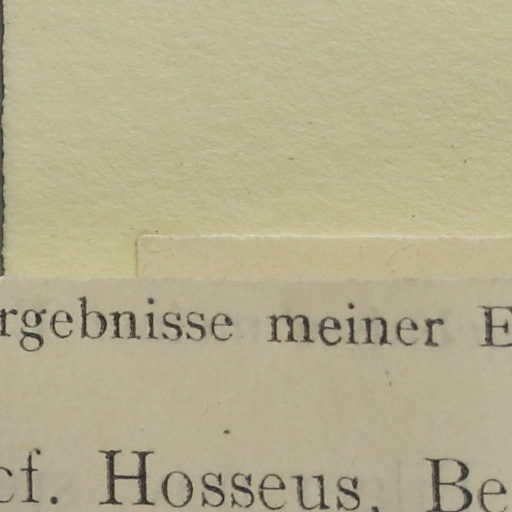 rgebnisse meiner E
cf. Hosseus, Be